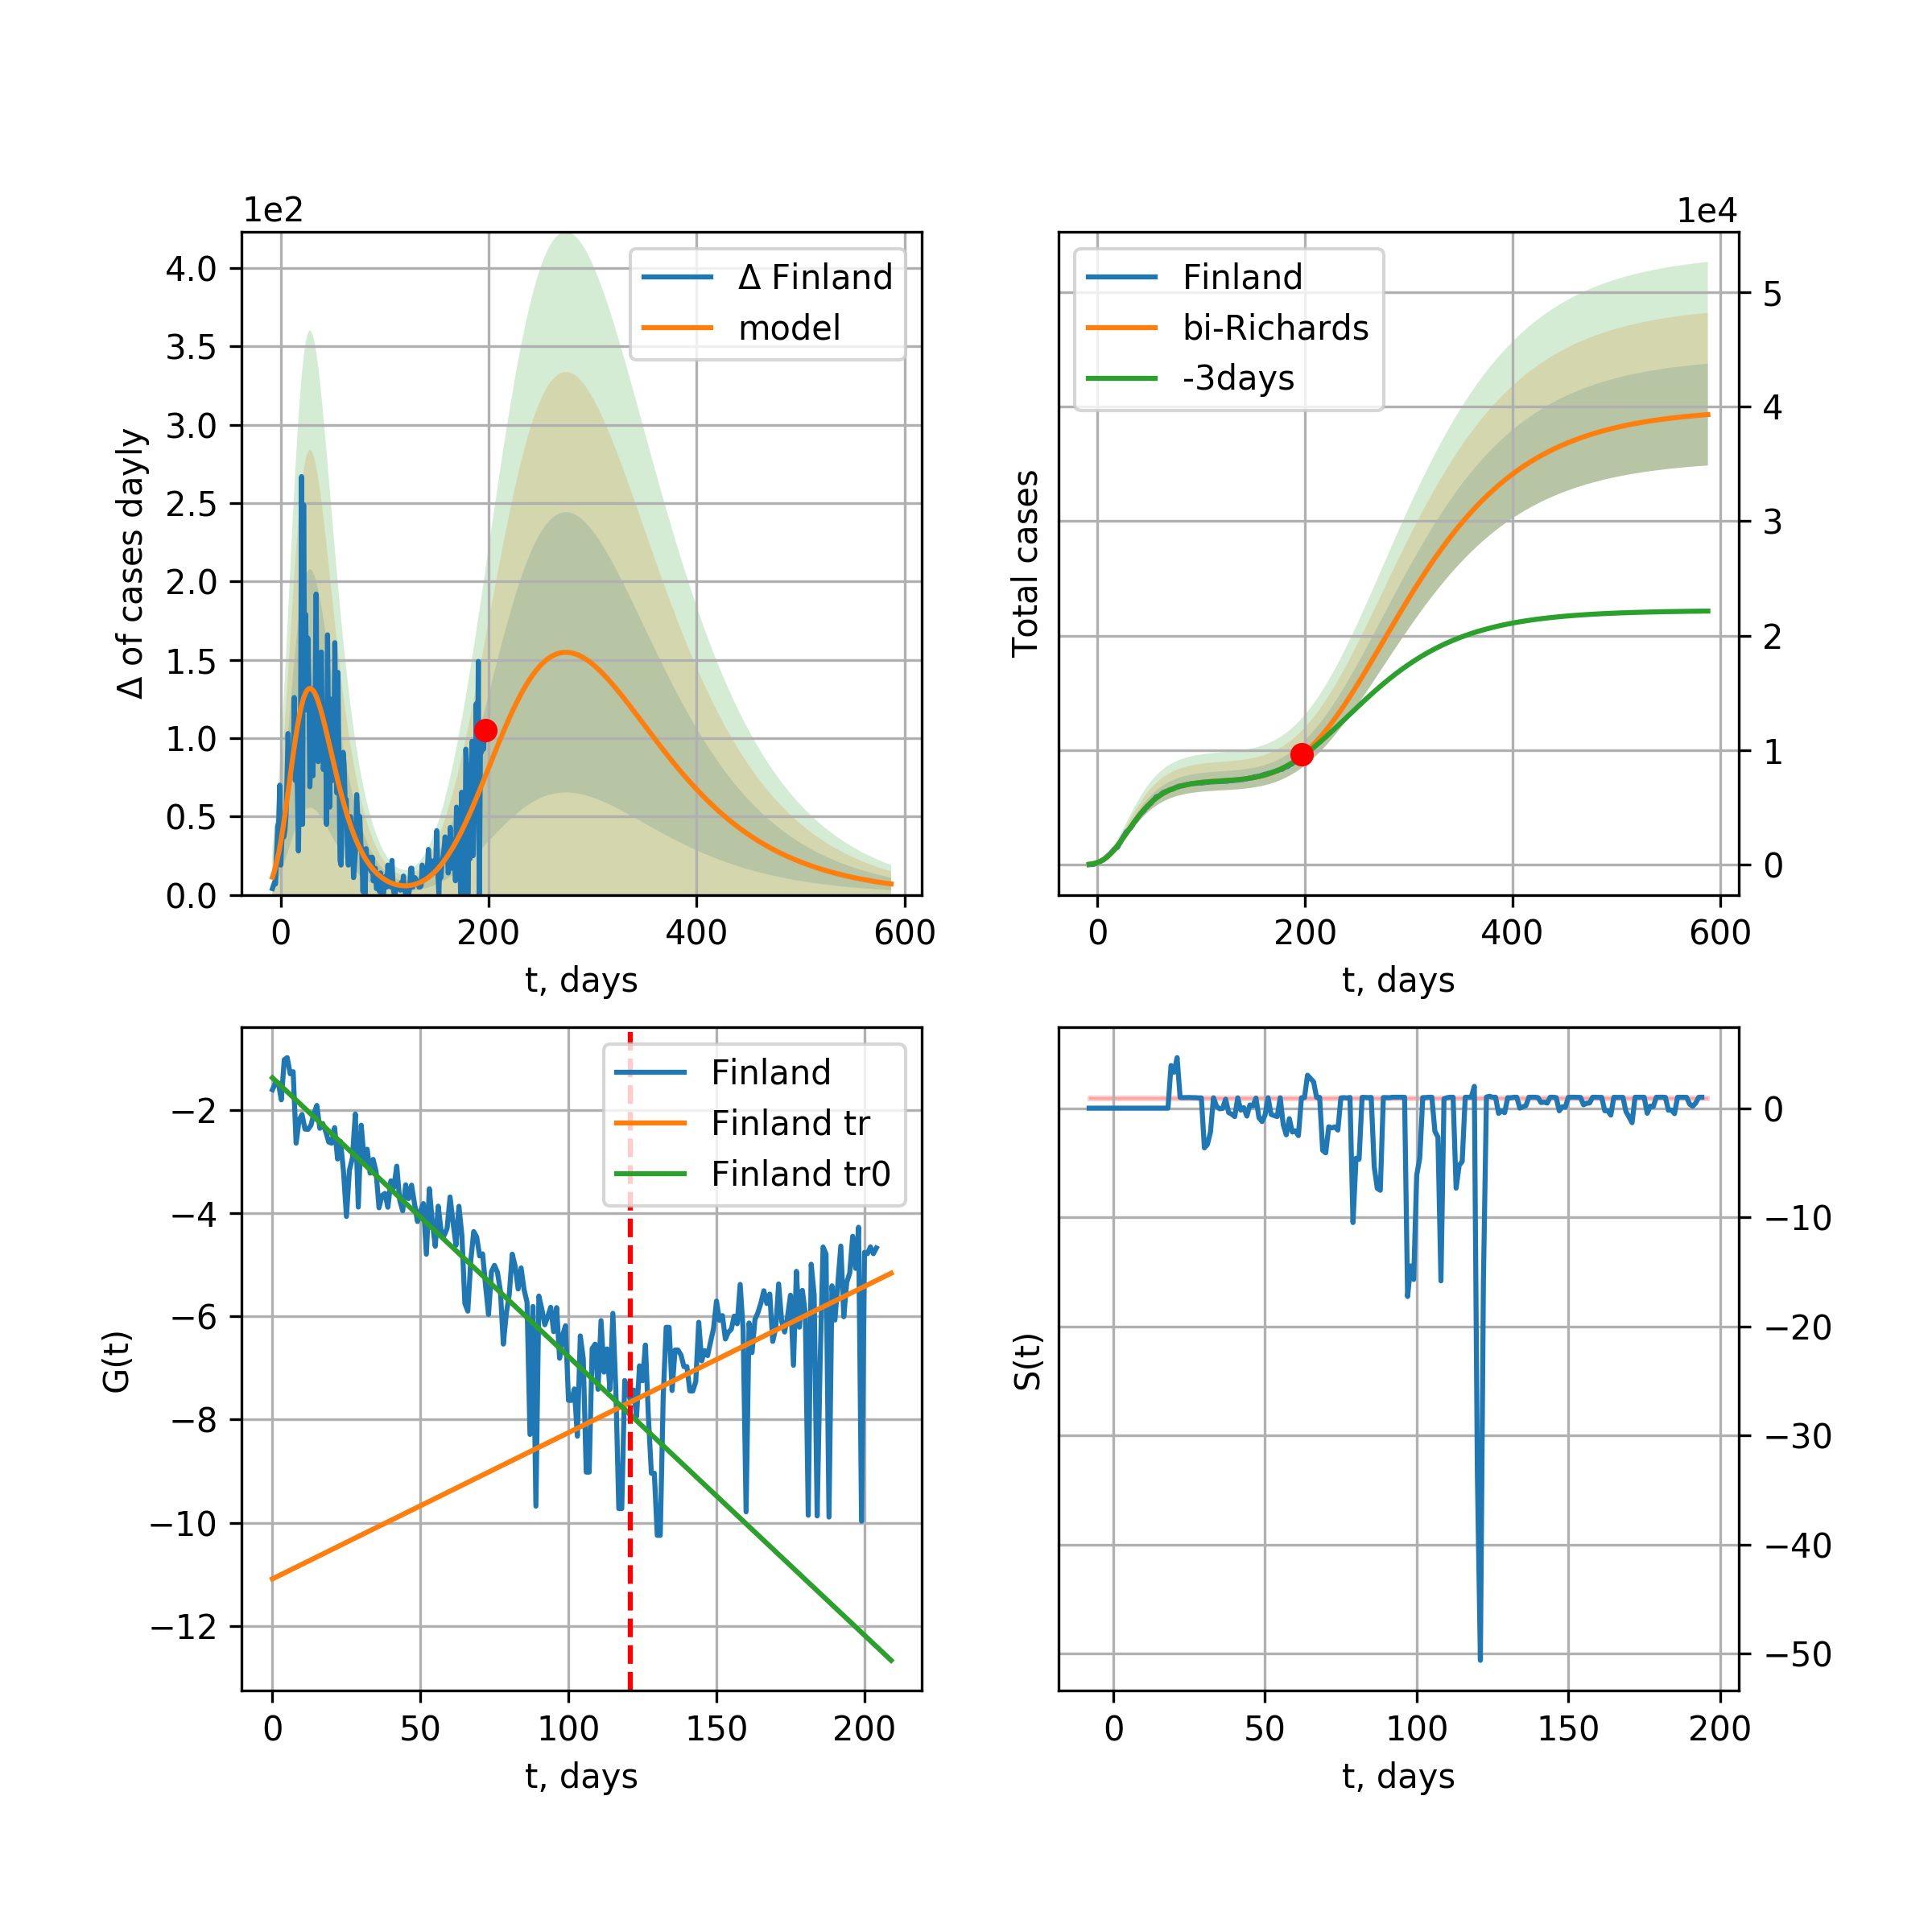 1e2
Δ of cases dayly
4.0
3.5
3.0
2.5
2.0
1.5
1.0
0.5
0.0
0 200 400 600
t, days
Δ Finland
model
1e4
Total cases
5
4
3
2
1
0
0 200 400 600
t, days
Finland
bi-Richards
-3days
G(t)
−2
−4
−6
−8
−10
−12
0 50 100 150 200
t, days
Finland
Finland tr
Finland tr0
S(t)
0
−10
−20
−30
−40
−50
0 50 100 150 200
t, days